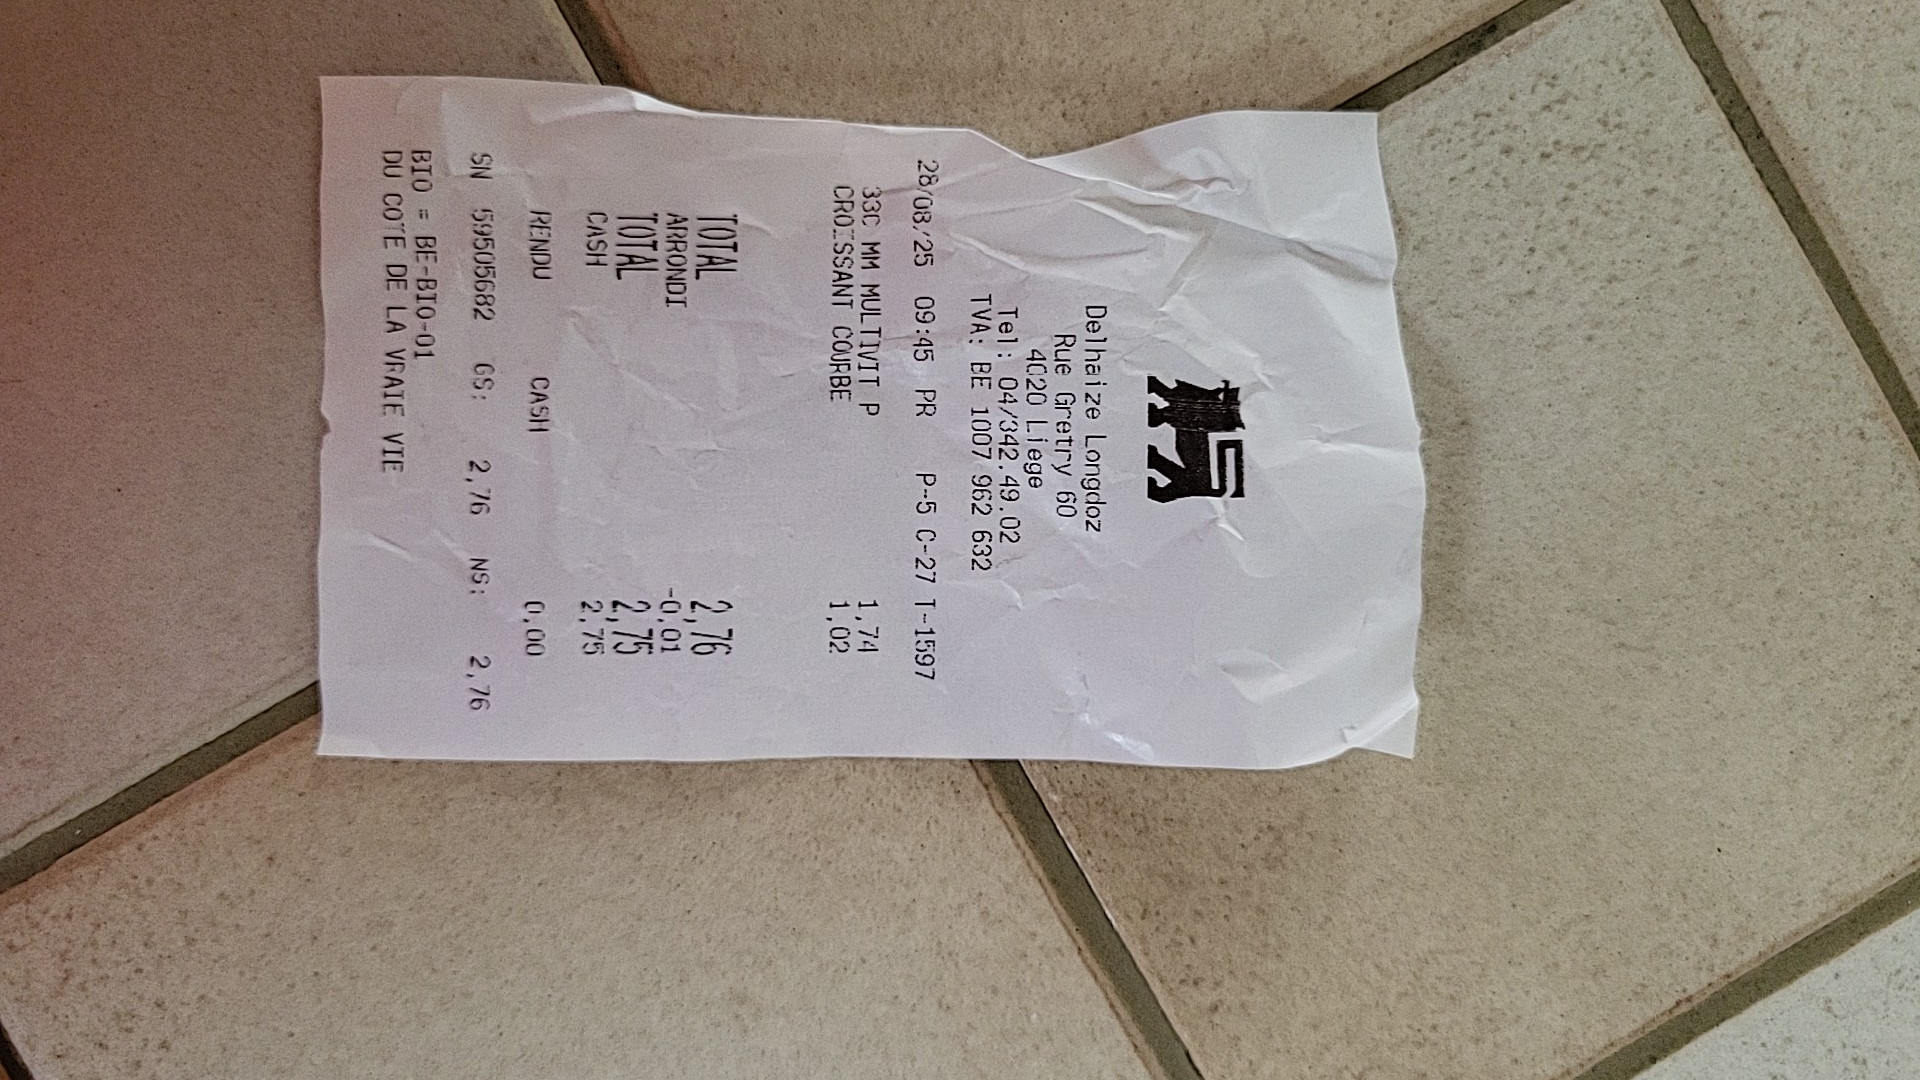 Delhaize Longdoz
Rue Gretry 60
4020 Liege
Tel: 04/342.49.02
TVA: BE 1007 962 632
28/08/25 09:45 PR P-5 C-27 T-1597
33C MM MULTIVIT P 1,74
CROISSANT COURBE 1,02
TOTAL 2,76
ARRONDI -0,01
TOTAL 2,75
CASH 2,75
RENDU CASH 0,00
SN 59505682 GS: 2,76 NS: 2,76
BIO = BE-BIO-01
DU COTE DE LA VRAIE VIE